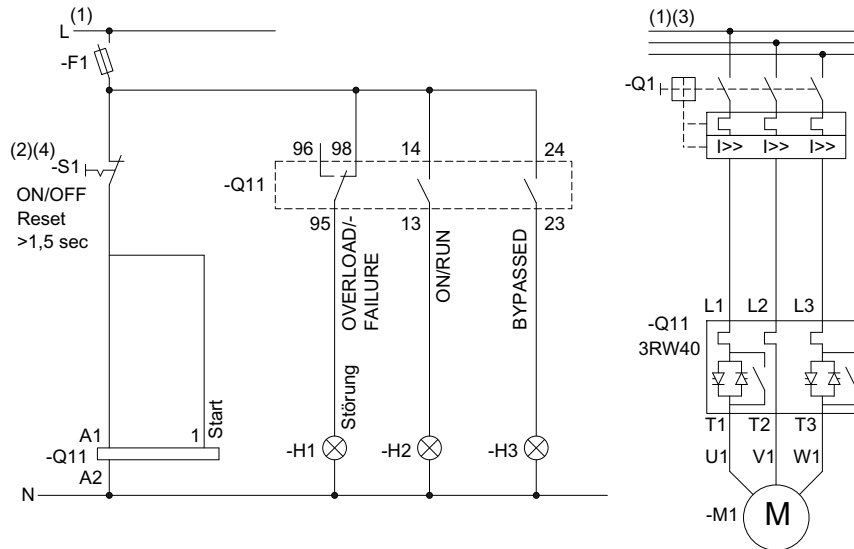 (1)
L
-F1
(2)(4)
-S1
ON/OFF
Reset
>1,5 sec
96 98 14 24
-Q11
95 13 23
OVERLOAD/-
FAILURE
ON/RUN
BYPASSED
Störung
Start
A1 1
-Q11
A2
-H1 -H2 -H3
N
(1)(3)
-Q1
I>> I>> I>>
L1 L2 L3
-Q11
3RW40
T1 T2 T3
U1 V1 W1
-M1
M